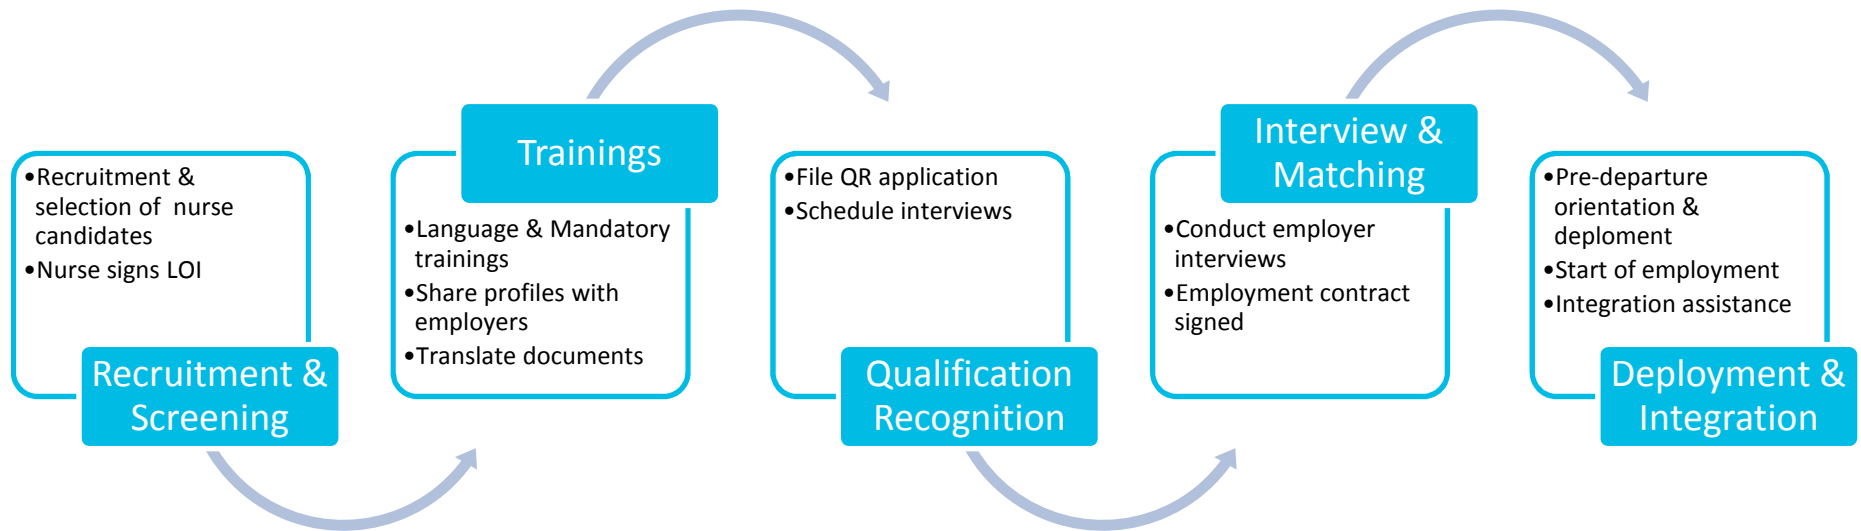 •Recruitment &
selection of nurse
candidates
•Nurse signs LOI
Recruitment &
Screening
Trainings
•Language & Mandatory
trainings
•Share profiles with
employers
•Translate documents
•File QR application
•Schedule interviews
Qualification
Recognition
Interview &
Matching
•Conduct employer
interviews
•Employment contract
signed
•Pre-departure
orientation &
deploment
•Start of employment
•Integration assistance
Deployment &
Integration